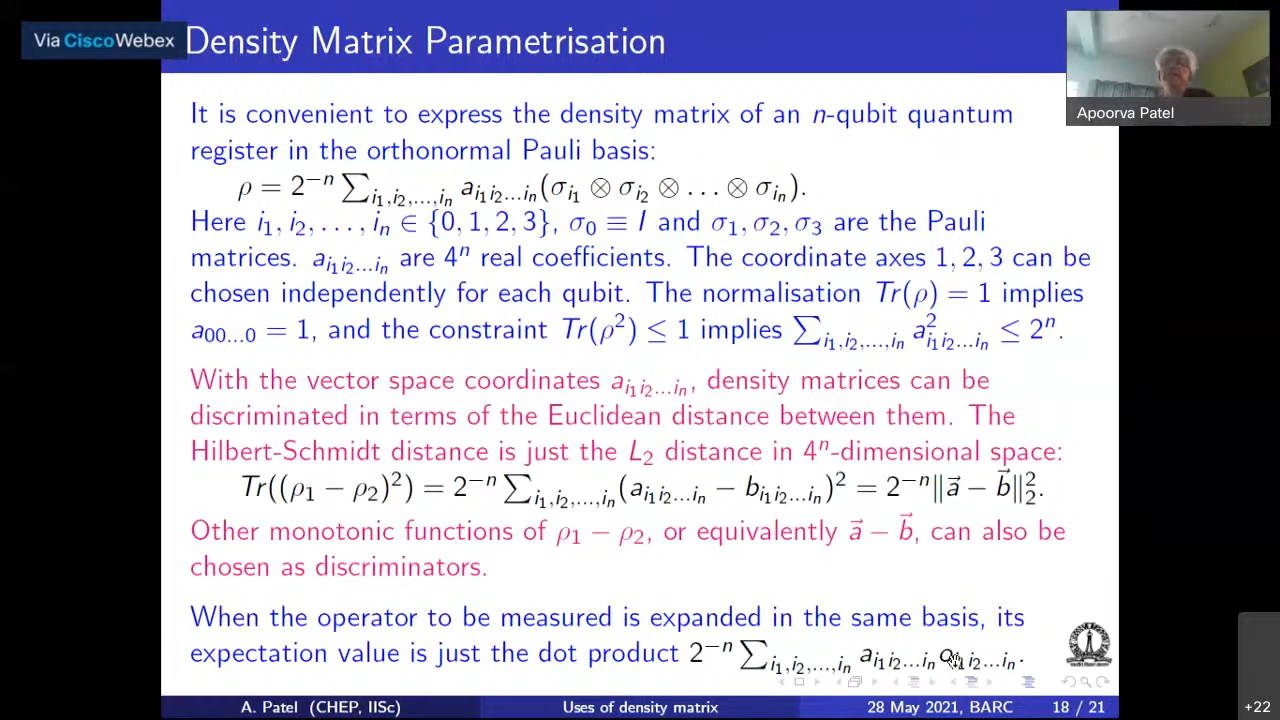 Via CiscoWebex
Density Matrix Parametrisation
Apoorva Patel
It is convenient to express the density matrix of an n-qubit quantum
register in the orthonormal Pauli basis:
ρ = 2⁻ⁿ ∑_{i₁,i₂,...,iₙ} a_{i₁i₂...iₙ}(σ_{i₁} ⊗ σ_{i₂} ⊗ . . . ⊗ σ_{iₙ}).
Here i₁, i₂, . . . , iₙ ∈ {0, 1, 2, 3}, σ₀ ≡ I and σ₁, σ₂, σ₃ are the Pauli
matrices. a_{i₁i₂...iₙ} are 4ⁿ real coefficients. The coordinate axes 1, 2, 3 can be
chosen independently for each qubit. The normalisation Tr(ρ) = 1 implies
a_{00...0} = 1, and the constraint Tr(ρ²) ≤ 1 implies ∑_{i₁,i₂,...,iₙ} a²_{i₁i₂...iₙ} ≤ 2ⁿ.
With the vector space coordinates a_{i₁i₂...iₙ}, density matrices can be
discriminated in terms of the Euclidean distance between them. The
Hilbert-Schmidt distance is just the L₂ distance in 4ⁿ-dimensional space:
Tr((ρ₁ − ρ₂)²) = 2⁻ⁿ ∑_{i₁,i₂,...,iₙ}(a_{i₁i₂...iₙ} − b_{i₁i₂...iₙ})² = 2⁻ⁿ‖a⃗ − b⃗‖₂².
Other monotonic functions of ρ₁ − ρ₂, or equivalently a⃗ − b⃗, can also be
chosen as discriminators.
When the operator to be measured is expanded in the same basis, its
expectation value is just the dot product 2⁻ⁿ ∑_{i₁,i₂,...,iₙ} a_{i₁i₂...iₙ}o_{i₁i₂...iₙ}.
A. Patel (CHEP, IISc) Uses of density matrix 28 May 2021, BARC 18 / 21
+22